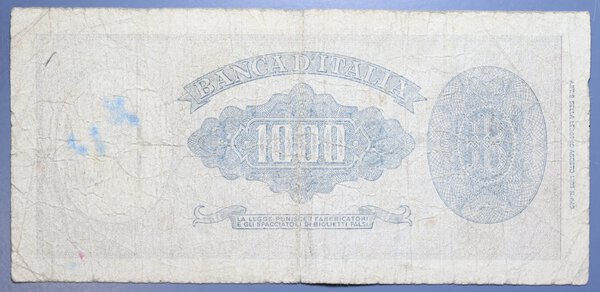 BANCA D'ITALIA
1000
LA LEGGE PUNISCE I FABBRICATORI
E GLI SPACCIATORI DI BIGLIETTI FALSI